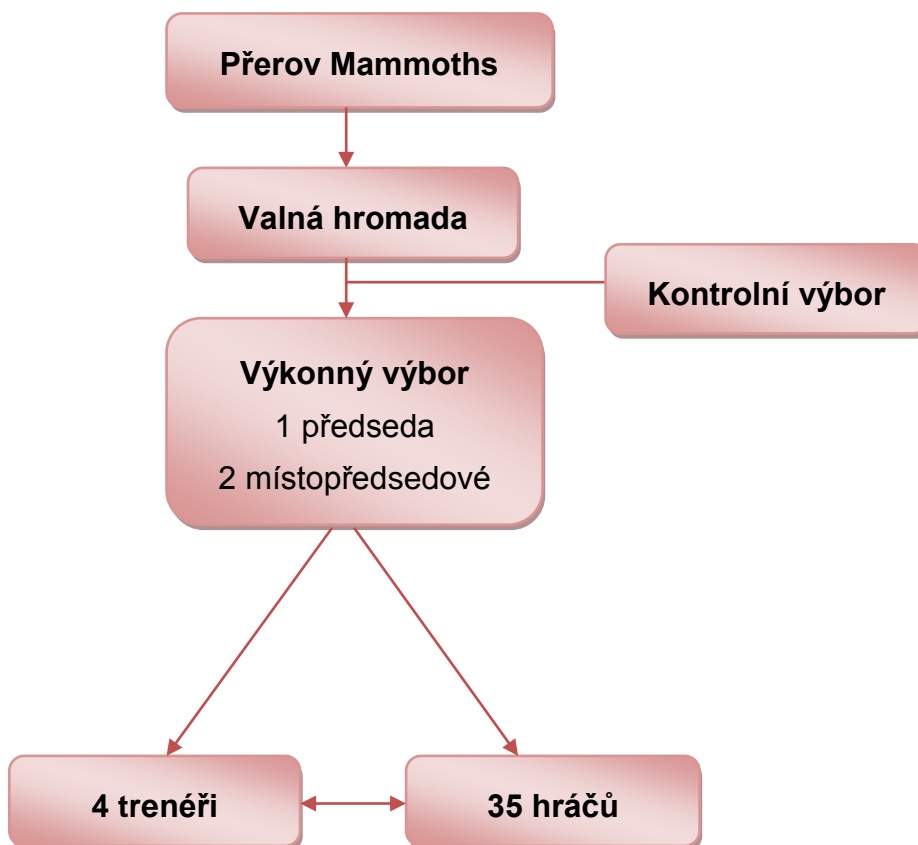 Přerov Mammoths
Valná hromada
Kontrolní výbor
Výkonný výbor
1 předseda
2 místopředsedové
4 trenéři
35 hráčů